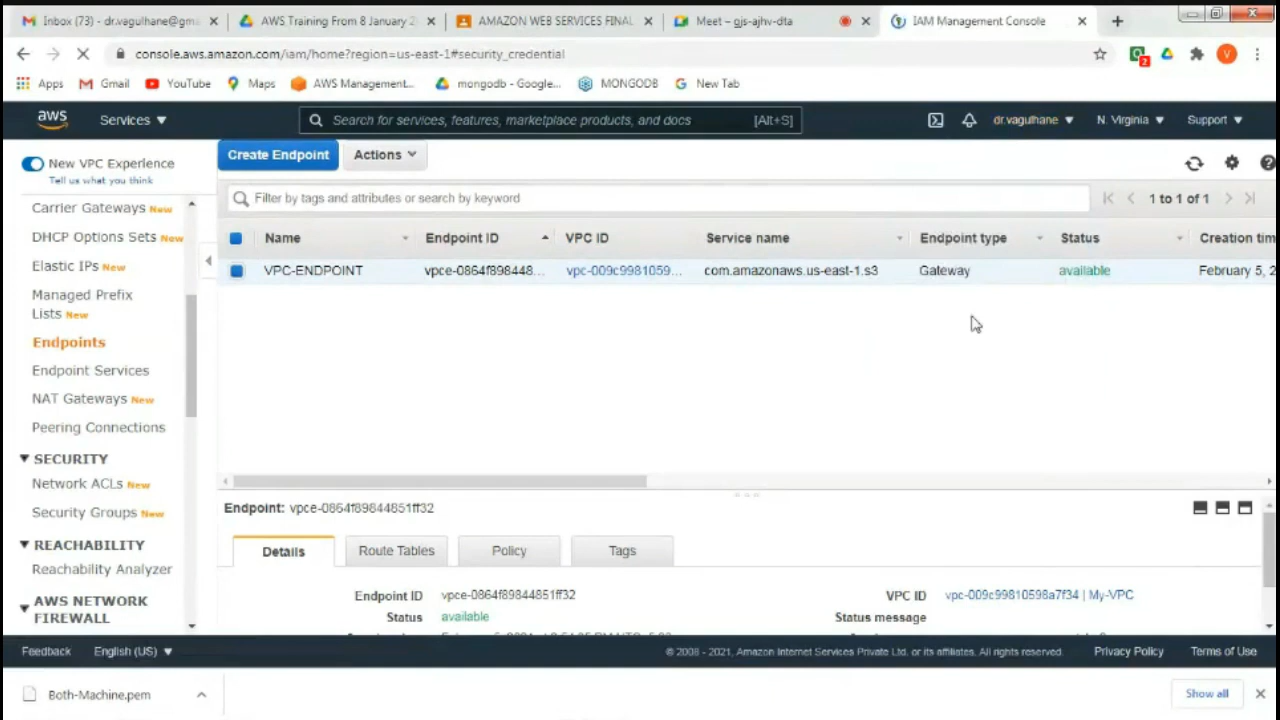 Inbox (73) - dr.vagulhane@gma
AWS Training From 8 January 2
AMAZON WEB SERVICES FINAL
Meet – gjs-ajhv-dta
IAM Management Console
console.aws.amazon.com/iam/home?region=us-east-1#security_credential
2
V
Apps
Gmail
YouTube
Maps
AWS Management...
mongodb - Google...
MONGODB
New Tab
aws
Services
Search for services, features, marketplace products, and docs
[Alt+S]
dr.vagulhane
N. Virginia
Support
New VPC Experience
Tell us what you think
Carrier Gateways New
DHCP Option Sets New
Elastic IPs New
Managed Prefix
Lists New
Endpoints
Endpoint Services
NAT Gateways New
Peering Connections
SECURITY
Network ACLs New
Security Groups New
REACHABILITY
Reachability Analyzer
AWS NETWORK
FIREWALL
Create Endpoint
Actions
Filter by tags and attributes or search by keyword
1 to 1 of 1
Name
Endpoint ID
VPC ID
Service name
Endpoint type
Status
Creation tim
VPC-ENDPOINT
vpce-0864f898448...
vpc-009c9981059...
com.amazonaws.us-east-1.s3
Gateway
available
February 5, 2
Endpoint: vpce-0864f89844851ff32
Details
Route Tables
Policy
Tags
Endpoint ID
vpce-0864f89844851ff32
VPC ID
vpc-009c99810598a7f34 | My-VPC
Status
available
Status message
Feedback
English (US)
© 2008 - 2021, Amazon Internet Services Private Ltd. or its affiliates. All rights reserved.
Privacy Policy
Terms of Use
Both-Machine.pem
Show all